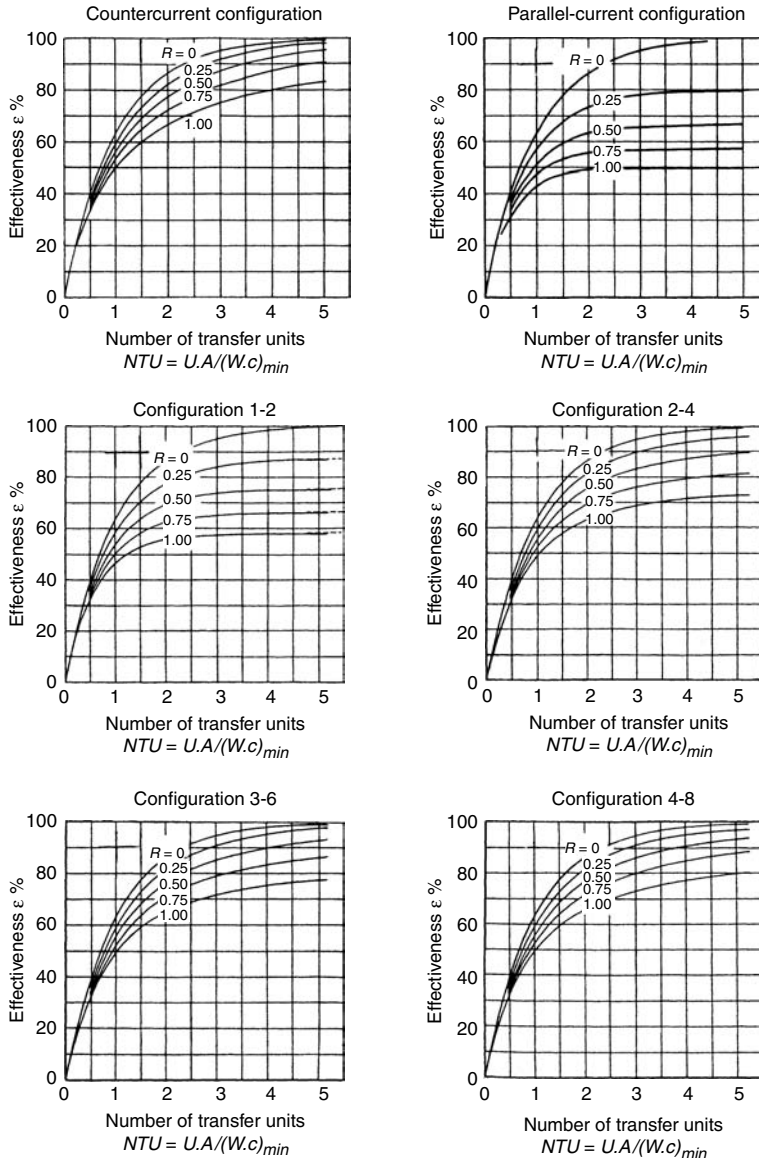 Countercurrent configuration
100
80
60
40
20
0
Effectiveness ε %
R = 0
0.25
0.50
0.75
1.00
0 1 2 3 4 5
Number of transfer units
NTU = U.A/(W.c)min
Parallel-current configuration
100
80
60
40
20
0
Effectiveness ε %
R = 0
0.25
0.50
0.75
1.00
0 1 2 3 4 5
Number of transfer units
NTU = U.A/(W.c)min
Configuration 1-2
100
80
60
40
20
0
Effectiveness ε %
R = 0
0.25
0.50
0.75
1.00
0 1 2 3 4 5
Number of transfer units
NTU = U.A/(W.c)min
Configuration 2-4
100
80
60
40
20
0
Effectiveness ε %
R = 0
0.25
0.50
0.75
1.00
0 1 2 3 4 5
Number of transfer units
NTU = U.A/(W.c)min
Configuration 3-6
100
80
60
40
20
0
Effectiveness ε %
R = 0
0.25
0.50
0.75
1.00
0 1 2 3 4 5
Number of transfer units
NTU = U.A/(W.c)min
Configuration 4-8
100
80
60
40
20
0
Effectiveness ε %
R = 0
0.25
0.50
0.75
1.00
0 1 2 3 4 5
Number of transfer units
NTU = U.A/(W.c)min